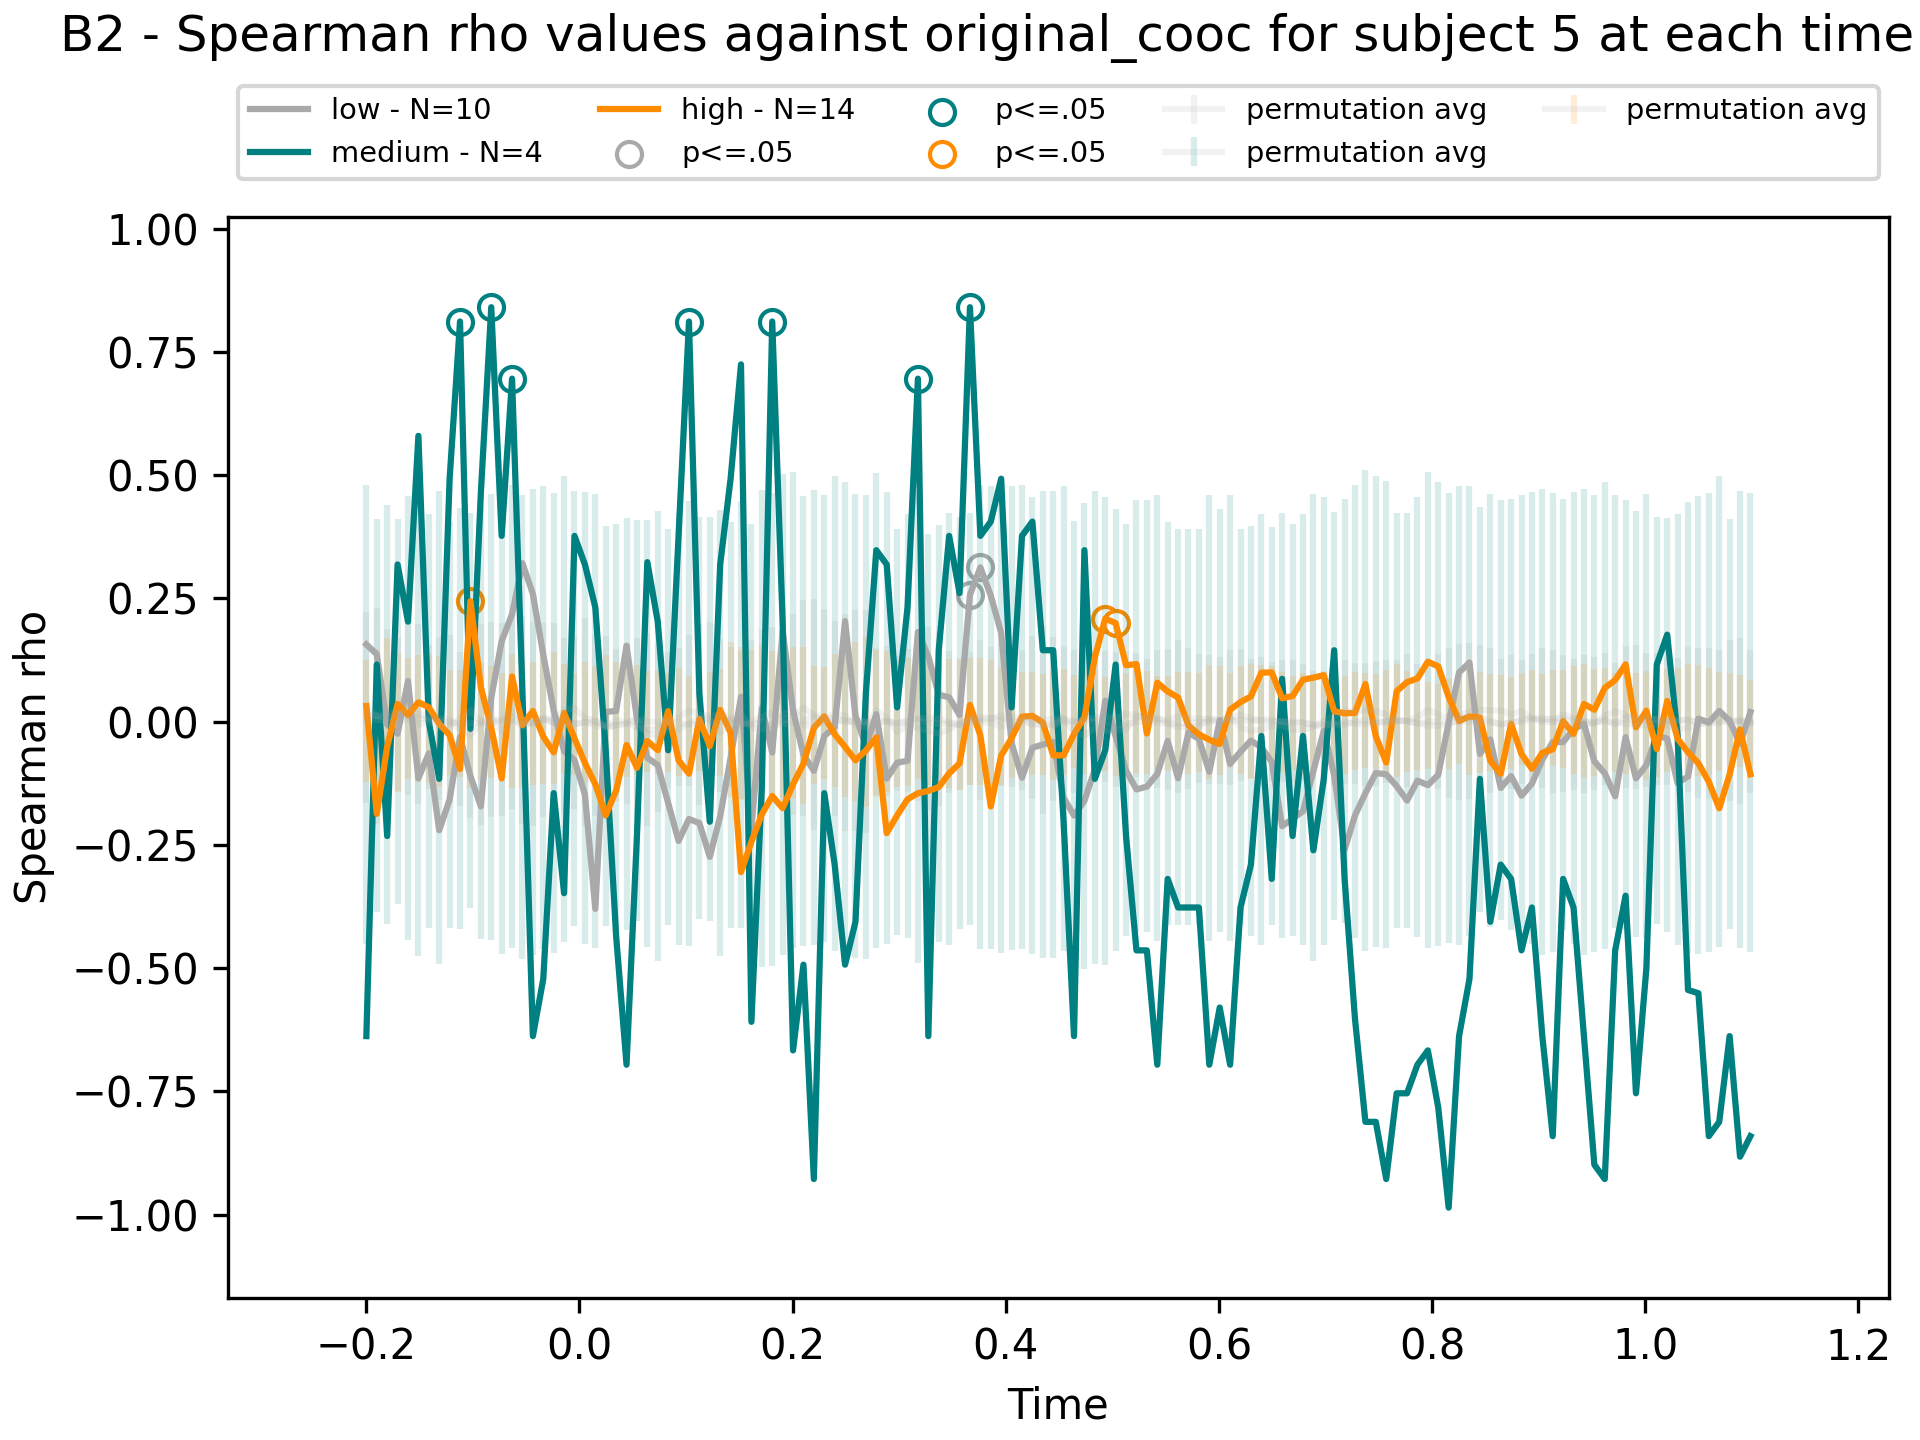 B2 - Spearman rho values against original_cooc for subject 5 at each time
low - N=10 high - N=14 p<=.05 permutation avg permutation avg
medium - N=4 p<=.05 p<=.05 permutation avg
1.00
0.75
0.50
0.25
0.00
−0.25
−0.50
−0.75
−1.00
Spearman rho
−0.2 0.0 0.2 0.4 0.6 0.8 1.0 1.2
Time